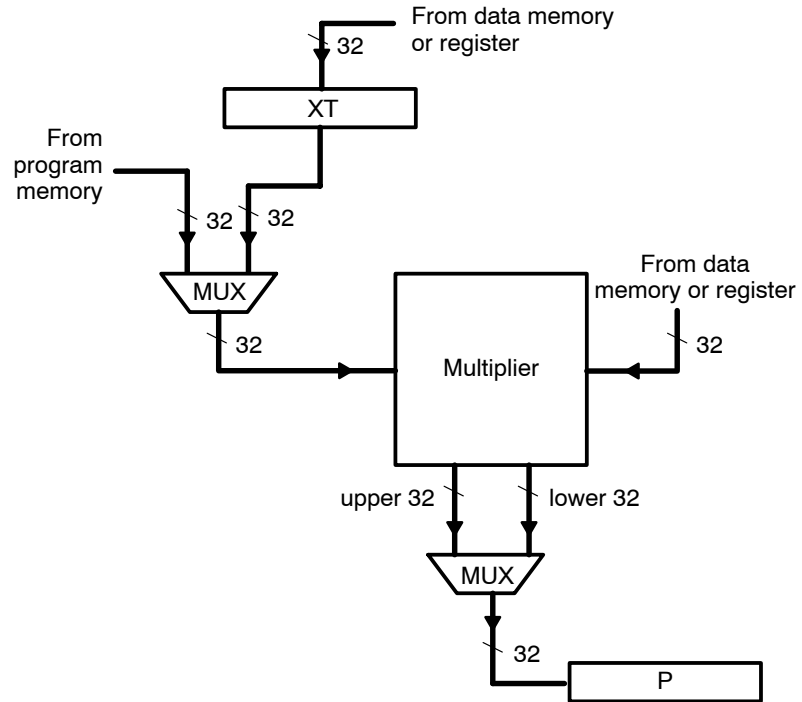 From data memory
or register
32
XT
From
program
memory
32
32
MUX
32
From data
memory or register
32
Multiplier
upper 32
lower 32
MUX
32
P